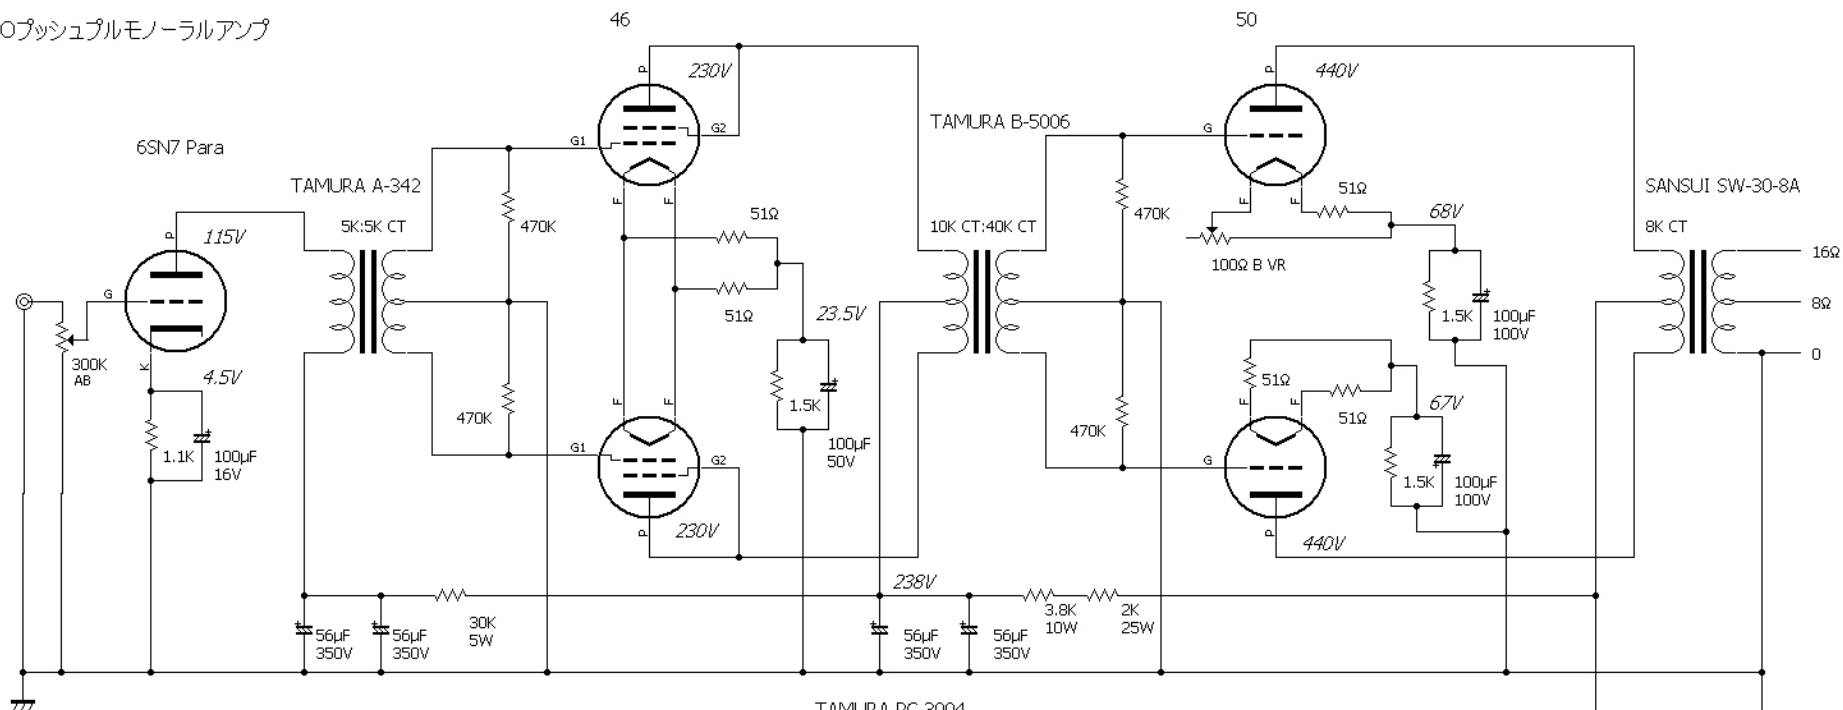 Oプッシュプルモノーラルアンプ
46
50
P
230V
P
440V
G2
TAMURA B-5006
G
6SN7 Para
G1
TAMURA A-342
51Ω
SANSUI SW-30-8A
F
F
51Ω
F
F
470K
68V
P
115V
5K:5K CT
470K
10K CT:40K CT
8K CT
16Ω
100Ω B VR
G
51Ω
23.5V
1.5K
100μF
100V
8Ω
300K
AB
K
4.5V
0
51Ω
1.5K
F
F
F
F
51Ω
67V
470K
470K
1.1K
100μF
16V
G1
G2
100μF
50V
G
1.5K
100μF
100V
P
230V
P
440V
238V
56μF
350V
56μF
350V
30K
5W
56μF
350V
56μF
350V
3.8K
10W
2K
25W